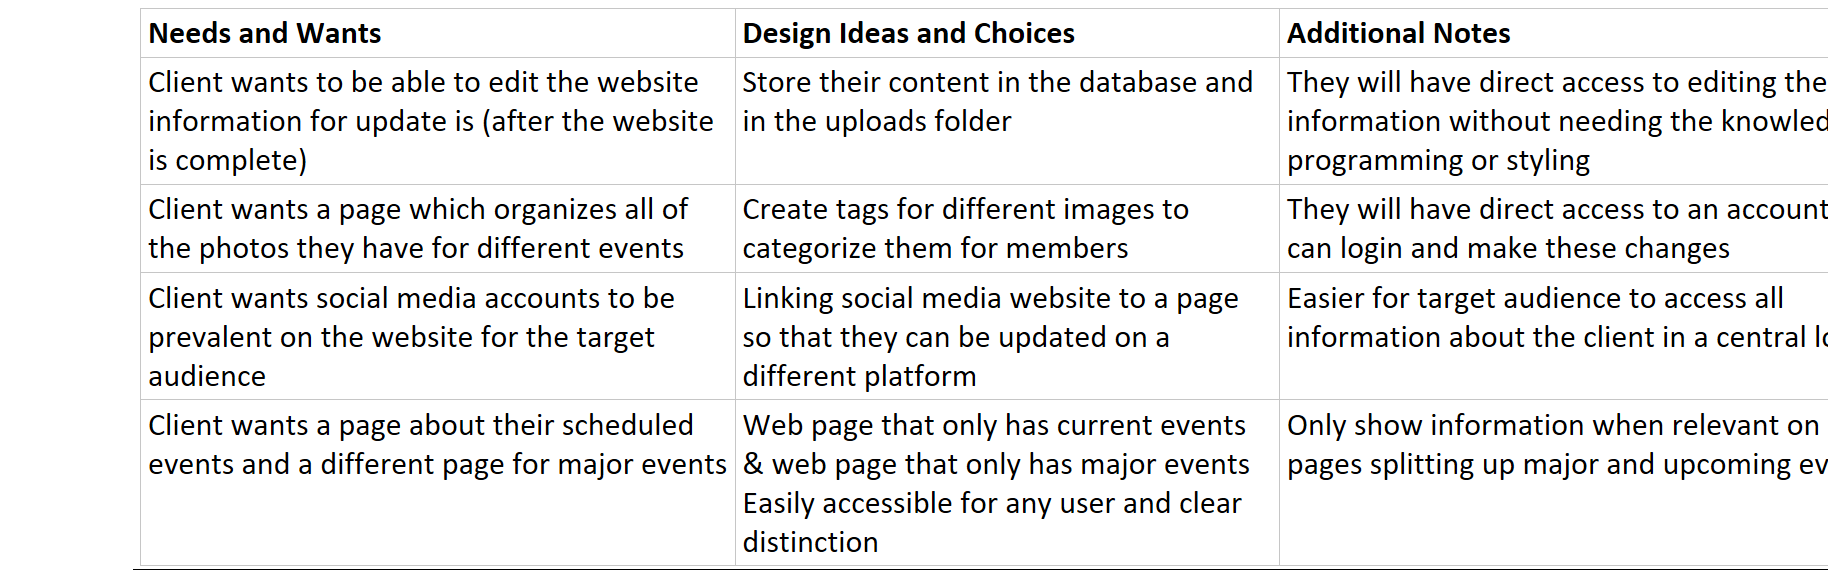 Needs and Wants
Design Ideas and Choices
Additional Notes
Client wants to be able to edit the website
information for update is (after the website
is complete)
Store their content in the database and
in the uploads folder
They will have direct access to editing the
information without needing the
programming or styling
Client wants a page which organizes all of
the photos they have for different events
Create tags for different images to
categorize them for members
They will have direct access to an account
can login and make these changes
Client wants social media accounts to be
prevalent on the website for the target
audience
Linking social media website to a page
so that they can be updated on a
different platform
Easier for target audience to access all
information about the client in a central
Client wants a page about their scheduled
events and a different page for major events
Web page that only has current events
& web page that only has major events
Easily accessible for any user and clear
distinction
Only show information when relevant on
pages splitting up major and upcoming